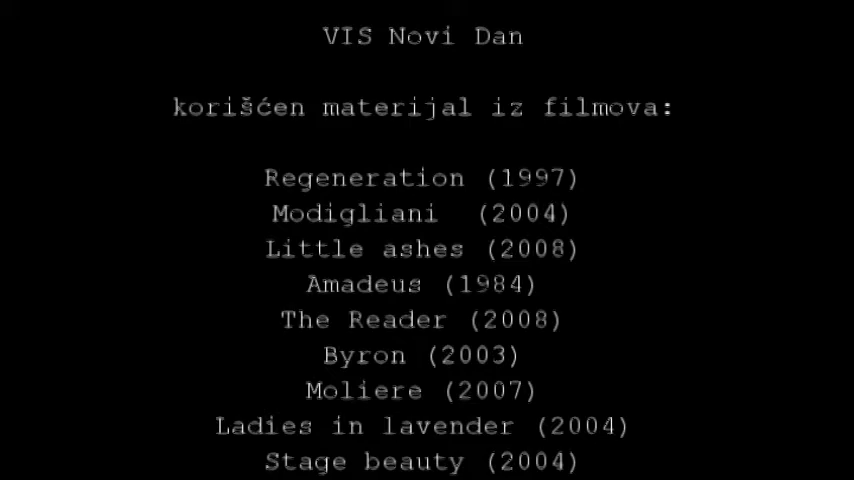 VIS Novi Dan
korišćen materijal iz filmova:
Regeneration (1997)
Modigliani (2004)
Little ashes (2008)
Amadeus (1984)
The Reader (2008)
Byron (2003)
Moliere (2007)
Ladies in lavender (2004)
Stage beauty (2004)